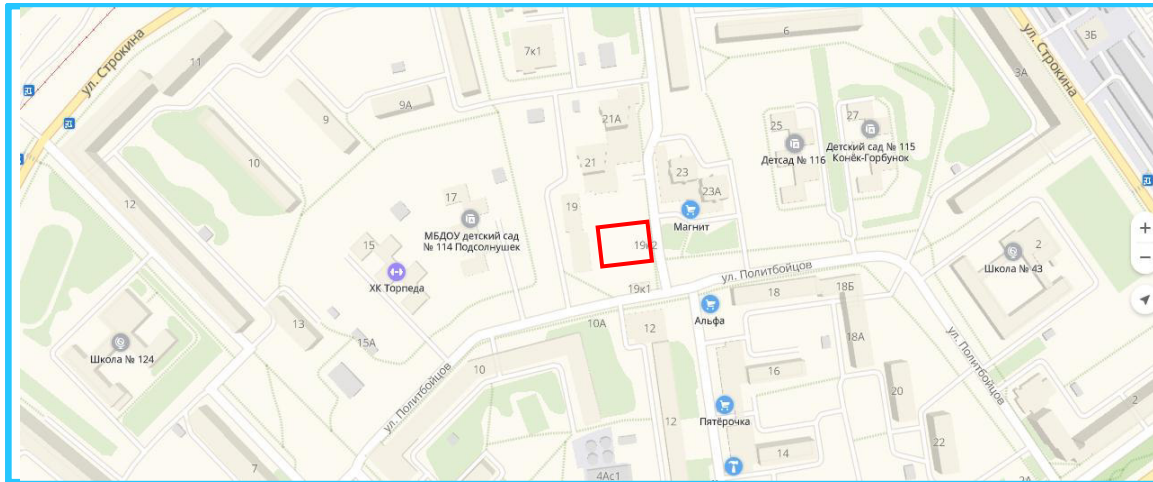 ул. Строкина
11
7к1
6
ул. Строкина
3Б
3А
9А
9
21А
25
27
Детсад № 116
Детский сад № 115
Конёк-Горбунок
10
21
23
23А
12
17
19
МБДОУ детский сад
№ 114 Подсолнушек
Магнит
15
19к2
2
Школа № 43
ХК Торпеда
ул. Политбойцов
19к1
18
18Б
13
15А
10А
12
Альфа
18А
Школа № 124
10
16
ул. Политбойцов
ул. Политбойцов
20
2
Пятёрочка
12
22
7
14
4Ас1
2А
+
−